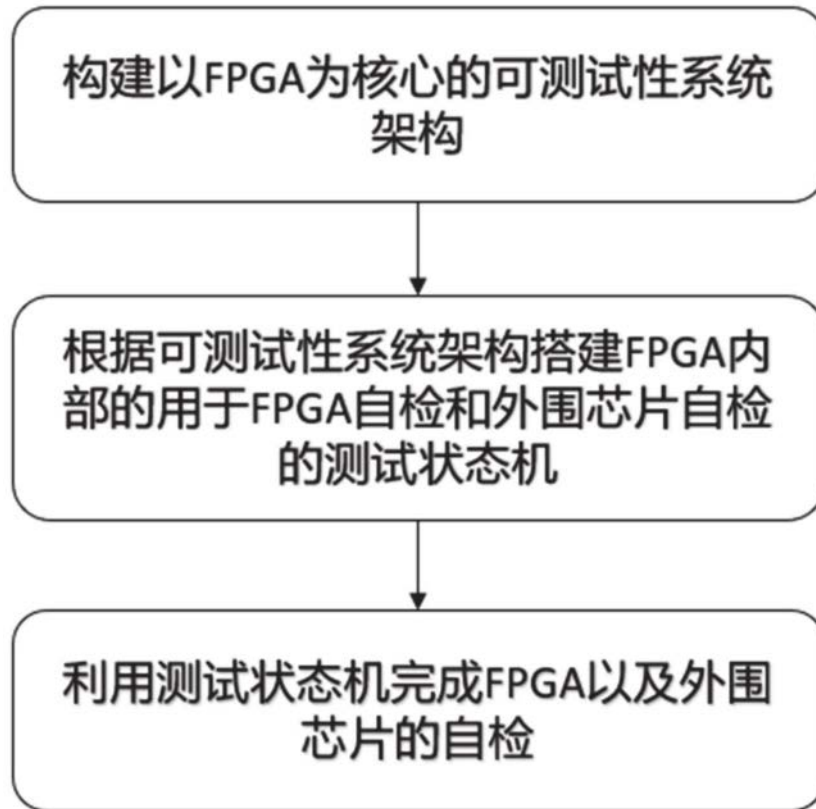 构建以FPGA为核心的可测试性系统
架构
根据可测试性系统架构搭建FPGA内
部的用于FPGA自检和外围芯片自检
的测试状态机
利用测试状态机完成FPGA以及外围
芯片的自检